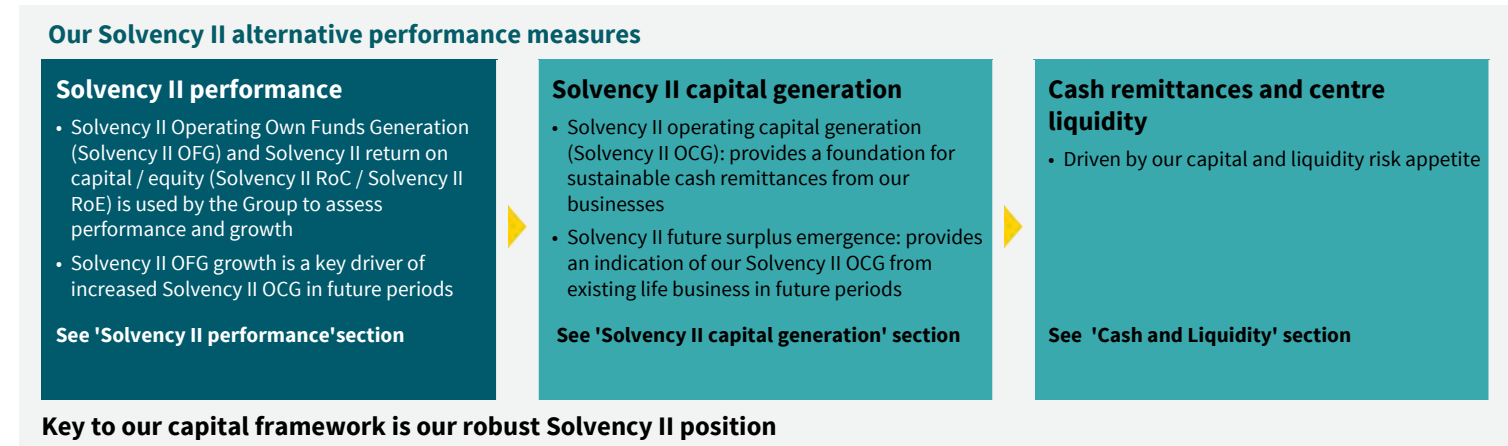 Our Solvency II alternative performance measures
Solvency II performance
• Solvency II Operating Own Funds Generation
(Solvency II OFG) and Solvency II return on
capital / equity (Solvency II RoC / Solvency II
RoE) is used by the Group to assess
performance and growth
• Solvency II OFG growth is a key driver of
increased Solvency II OCG in future periods
See 'Solvency II performance'section
Solvency II capital generation
• Solvency II operating capital generation
(Solvency II OCG): provides a foundation for
sustainable cash remittances from our
businesses
• Solvency II future surplus emergence: provides
an indication of our Solvency II OCG from
existing life business in future periods
See 'Solvency II capital generation' section
Cash remittances and centre
liquidity
• Driven by our capital and liquidity risk appetite
See 'Cash and Liquidity' section
Key to our capital framework is our robust Solvency II position